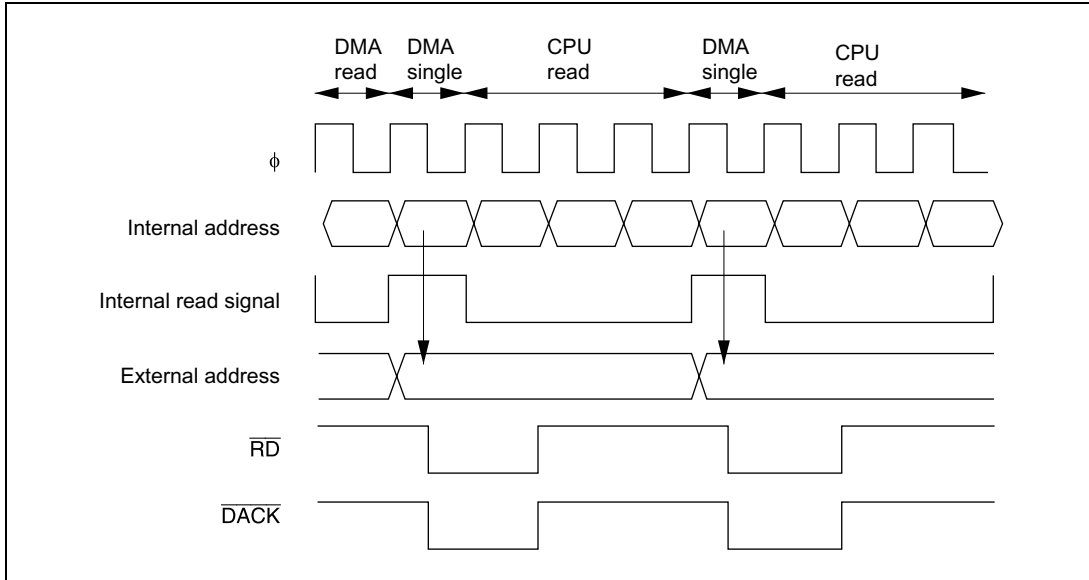 DMA
read
DMA
single
CPU
read
DMA
single
CPU
read
ϕ
Internal address
Internal read signal
External address
RD
DACK